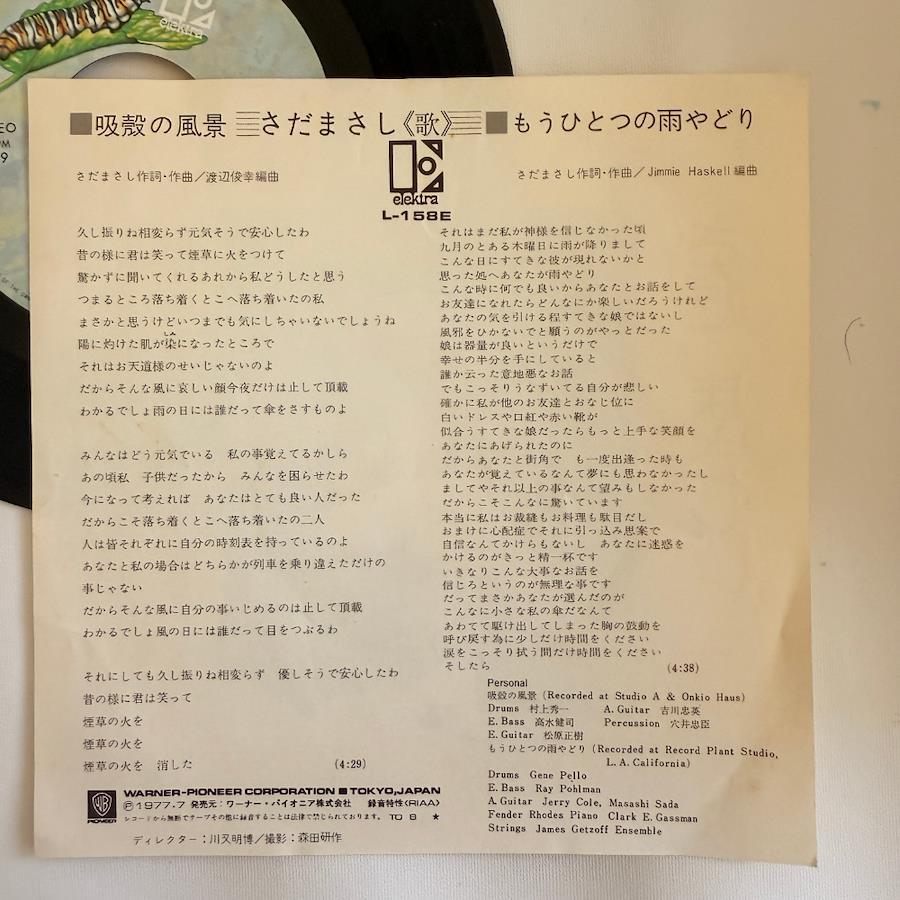 elektra
■吸殻の風景 さだまさし《歌》 ■もうひとつの雨やどり
さだまさし作詞・作曲／渡辺俊幸編曲
さだまさし作詞・作曲／Jimmie Haskell編曲
elektra
L-158E
久し振りね相変らず元気そうで安心したわ
昔の様に君は笑って煙草に火をつけて
驚かずに聞いてくれるあれから私どうしたと思う
つまるところ落ち着くとこへ落ち着いたの私
まさかと思うけどいつまでも気にしちゃいないでしょうね
陽に灼けた肌が染になったところで
それはお天道様のせいじゃないのよ
だからそんな風に哀しい顔今夜だけは止して頂戴
わかるでしょ雨の日には誰だって傘をさすものよ
みんなはどう元気でいる 私の事覚えてるかしら
あの頃私 子供だったから みんなを困らせたわ
今になって考えれば あなたはとても良い人だった
だからこそ落ち着くとこへ落ち着いたの二人
人は皆それぞれに自分の時刻表を持っているのよ
あなたと私の場合はどちらかが列車を乗り違えただけの
事じゃない
だからそんな風に自分の事いじめるのは止して頂戴
わかるでしょ風の日には誰だって目をつぶるわ
それにしても久し振りね相変らず 優しそうで安心したわ
昔の様に君は笑って
煙草の火を
煙草の火を
煙草の火を 消した (4:29)
それはまだ私が神様を信じなかった頃
九月のとある木曜日に雨が降りまして
こんな日にすてきな彼が現れないかと
思った処へあなたが雨やどり
こんな時に何でも良いからあなたとお話をして
お友達になれたらどんなにか楽しいだろうけれど
あなたの気を引ける程すてきな娘ではないし
風邪をひかないでと願うのがやっとだった
娘は器量が良いというだけで
幸せの半分を手にしていると
誰か云った意地悪なお話
でもこっそりうなずいてる自分が悲しい
確かに私が他のお友達とおなじ位に
白いドレスや口紅や赤い靴が
似合うすてきな娘だったらもっと上手な笑顔を
あなたにあげられたのに
だからあなたと街角で も一度出逢った時も
あなたが覚えているなんて夢にも思わなかったし
ましてやそれ以上の事なんて望みもしなかった
だからこそこんなに驚いています
本当に私はお裁縫もお料理も駄目だし
おまけに心配症でそれに引っ込み思案で
自信なんてかけらもないし あなたに迷惑を
かけるのがきっと精一杯です
いきなりこんな大事なお話を
信じろというのが無理な事です
だってまさかあなたが選んだのが
こんなに小さな私の傘だなんて
あわてて駆け出してしまった胸の鼓動を
呼び戻す為に少しだけ時間をください
涙をこっそり拭う間だけ時間をください
そしたら (4:38)
Personal
吸殻の風景 (Recorded at Studio A & Onkio Haus)
Drums 村上秀一 A. Guitar 吉川忠英
E. Bass 高水健司 Percussion 穴井忠臣
E. Guitar 松原正樹
もうひとつの雨やどり (Recorded at Record Plant Studio,
L. A. California)
Drums Gene Pello
E. Bass Ray Pohlman
A. Guitar Jerry Cole, Masashi Sada
Fender Rhodes Piano Clark E. Gassman
Strings James Getzoff Ensemble
PIONEER
WARNER-PIONEER CORPORATION ■ TOKYO, JAPAN
Ⓟ1977.7 発売元：ワーナー・パイオニア株式会社 録音特性(RIAA)
レコードから無断でテープその他に録音することは法律で禁じられております。 TO 8 ★
ディレクター：川又明博／撮影：森田研作